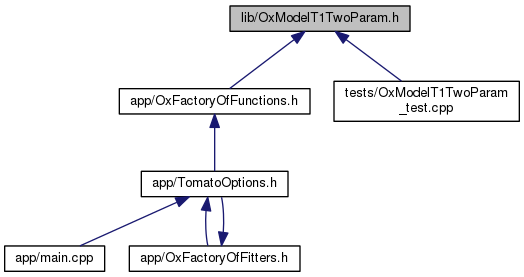 lib/OxModelT1TwoParam.h
app/OxFactoryOfFunctions.h
tests/OxModelT1TwoParam
_test.cpp
app/TomatoOptions.h
app/main.cpp
app/OxFactoryOfFitters.h